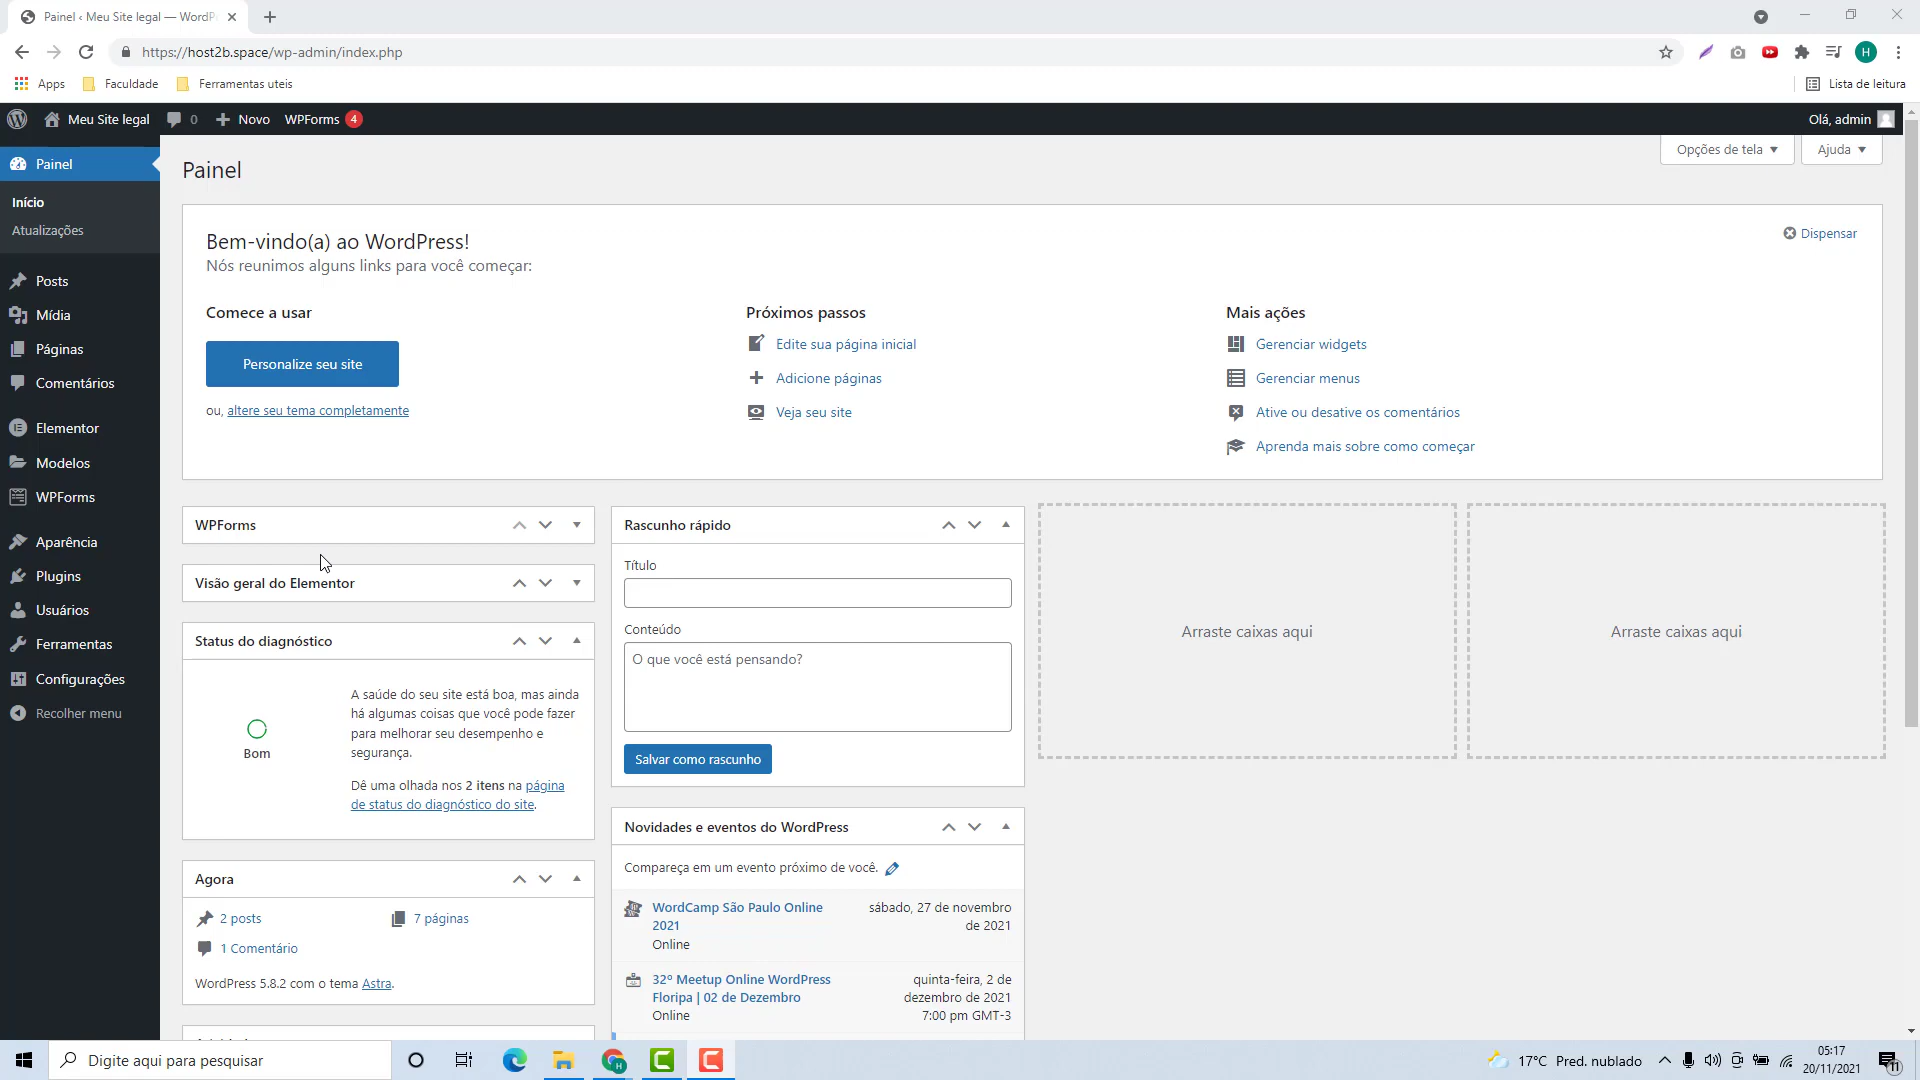 Painel ‹ Meu Site legal — WordP
https://host2b.space/wp-admin/index.php
H
Apps
Faculdade
Ferramentas uteis
Lista de leitura
Meu Site legal
0
Novo
WPForms 4
Olá, admin
Painel
Início
Atualizações
Posts
Mídia
Páginas
Comentários
Elementor
Modelos
WPForms
Aparência
Plugins
Usuários
Ferramentas
Configurações
Recolher menu
Painel
Opções de tela
Ajuda
Bem-vindo(a) ao WordPress!
Nós reunimos alguns links para você começar:
Dispensar
Comece a usar
Personalize seu site
ou, altere seu tema completamente
Próximos passos
Edite sua página inicial
Adicione páginas
Veja seu site
Mais ações
Gerenciar widgets
Gerenciar menus
Ative ou desative os comentários
Aprenda mais sobre como começar
WPForms
Visão geral do Elementor
Status do diagnóstico
Bom
A saúde do seu site está boa, mas ainda
há algumas coisas que você pode fazer
para melhorar seu desempenho e
segurança.
Dê uma olhada nos 2 itens na página
de status do diagnóstico do site.
Agora
2 posts
7 páginas
1 Comentário
WordPress 5.8.2 com o tema Astra.
Rascunho rápido
Título
Conteúdo
O que você está pensando?
Salvar como rascunho
Novidades e eventos do WordPress
Compareça em um evento próximo de você.
WordCamp São Paulo Online
2021
Online
sábado, 27 de novembro
de 2021
32º Meetup Online WordPress
Floripa | 02 de Dezembro
Online
quinta-feira, 2 de
dezembro de 2021
7:00 pm GMT-3
Arraste caixas aqui
Arraste caixas aqui
Digite aqui para pesquisar
17°C Pred. nublado
05:17
20/11/2021
11